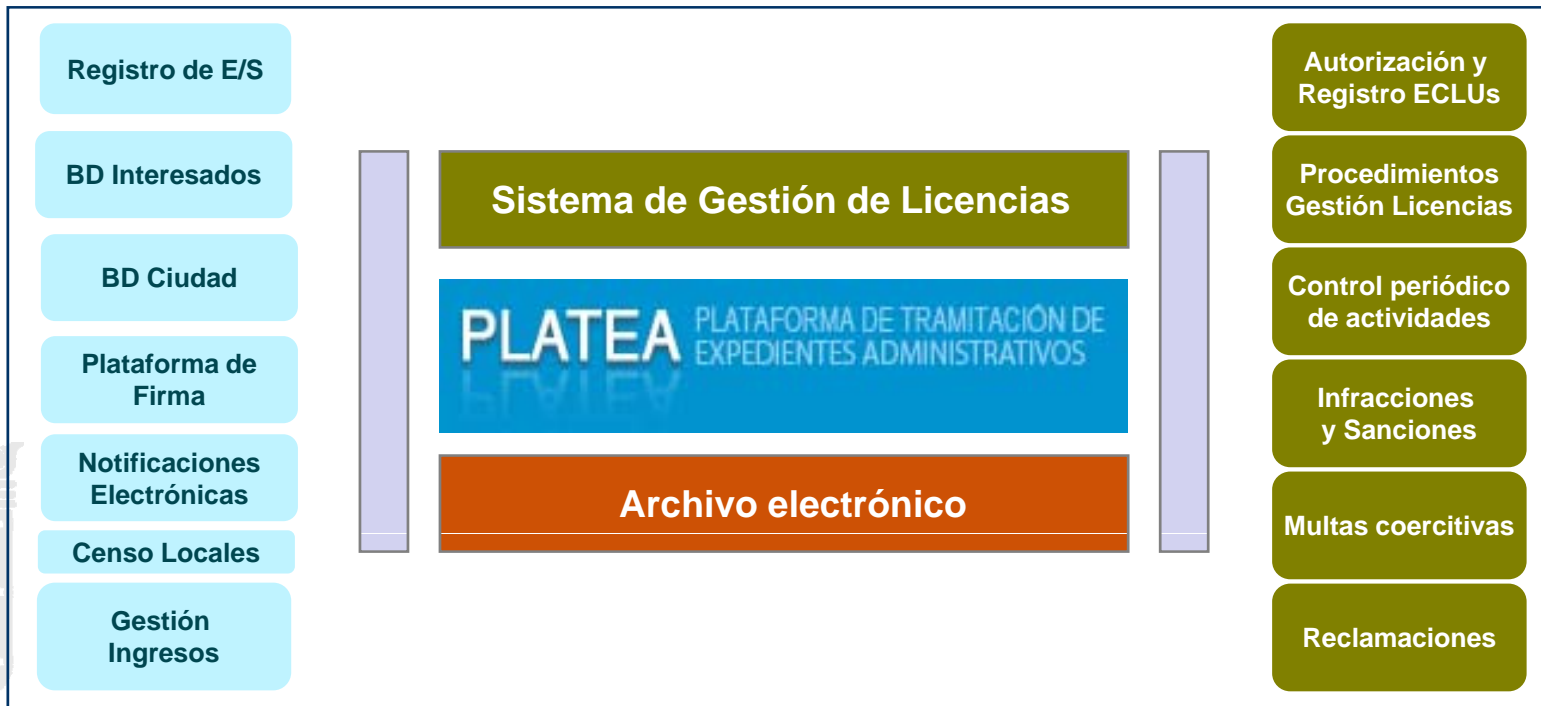 Registro de E/S
BD Interesados
BD Ciudad
Plataforma de
Firma
Notificaciones
Electrónicas
Censo Locales
Gestión
Ingresos
Sistema de Gestión de Licencias
PLATEA
PLATAFORMA DE TRAMITACIÓN DE
EXPEDIENTES ADMINISTRATIVOS
Archivo electrónico
Autorización y
Registro ECLUs
Procedimientos
Gestión Licencias
Control periódico
de actividades
Infracciones
y Sanciones
Multas coercitivas
Reclamaciones